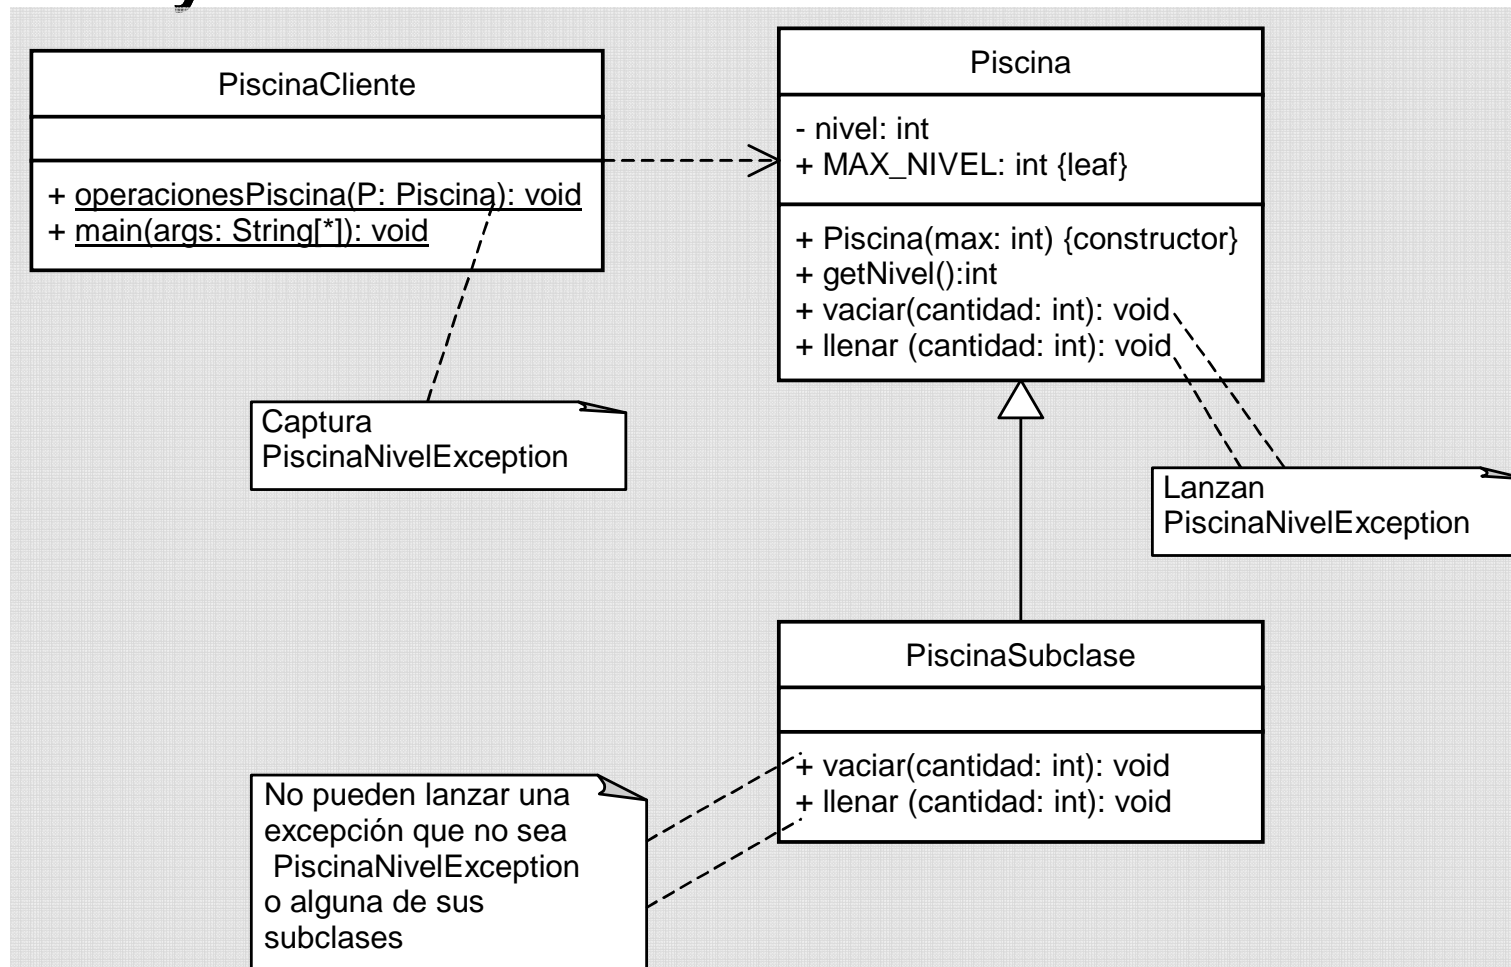 PiscinaCliente
+ operacionesPiscina(P: Piscina): void
+ main(args: String[*]): void
Piscina
- nivel: int
+ MAX_NIVEL: int {leaf}
+ Piscina(max: int) {constructor}
+ getNivel():int
+ vaciar(cantidad: int): void
+ llenar (cantidad: int): void
Captura
PiscinaNivelException
Lanzan
PiscinaNivelException
PiscinaSubclase
+ vaciar(cantidad: int): void
+ llenar (cantidad: int): void
No pueden lanzar una
excepción que no sea
PiscinaNivelException
o alguna de sus
subclases